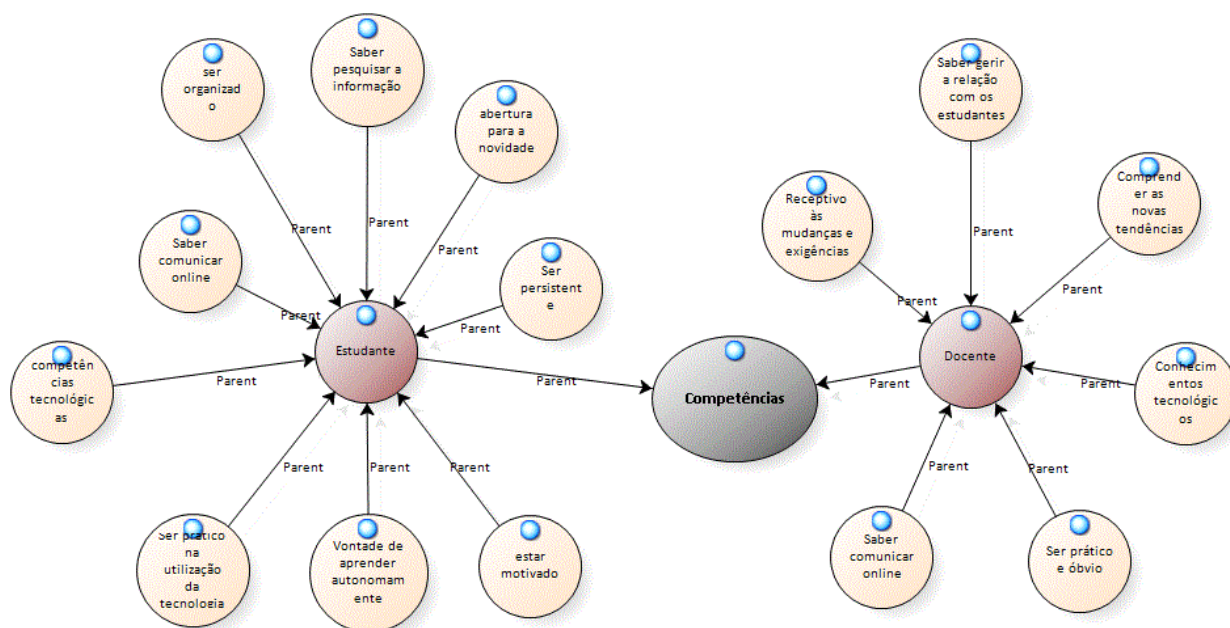 ser
organizad
o
Saber
pesquisar a
informação
abertura
para a
novidade
Saber
comunicar
online
Ser
persistent
e
competên
cias
tecnológic
as
Estudante
Ser prático
na
utilização
da
tecnologia
Vontade de
aprender
autonomam
ente
estar
motivado
Parent
Parent
Parent
Parent
Parent
Parent
Parent
Parent
Parent
Parent
Competências
Saber gerir
a relação
com os
estudantes
Receptivo
às
mudanças e
exigências
Compreend
er as
novas
tendências
Docente
Conhecim
entos
tecnológic
os
Saber
comunicar
online
Ser prático
e óbvio
Parent
Parent
Parent
Parent
Parent
Parent
Parent